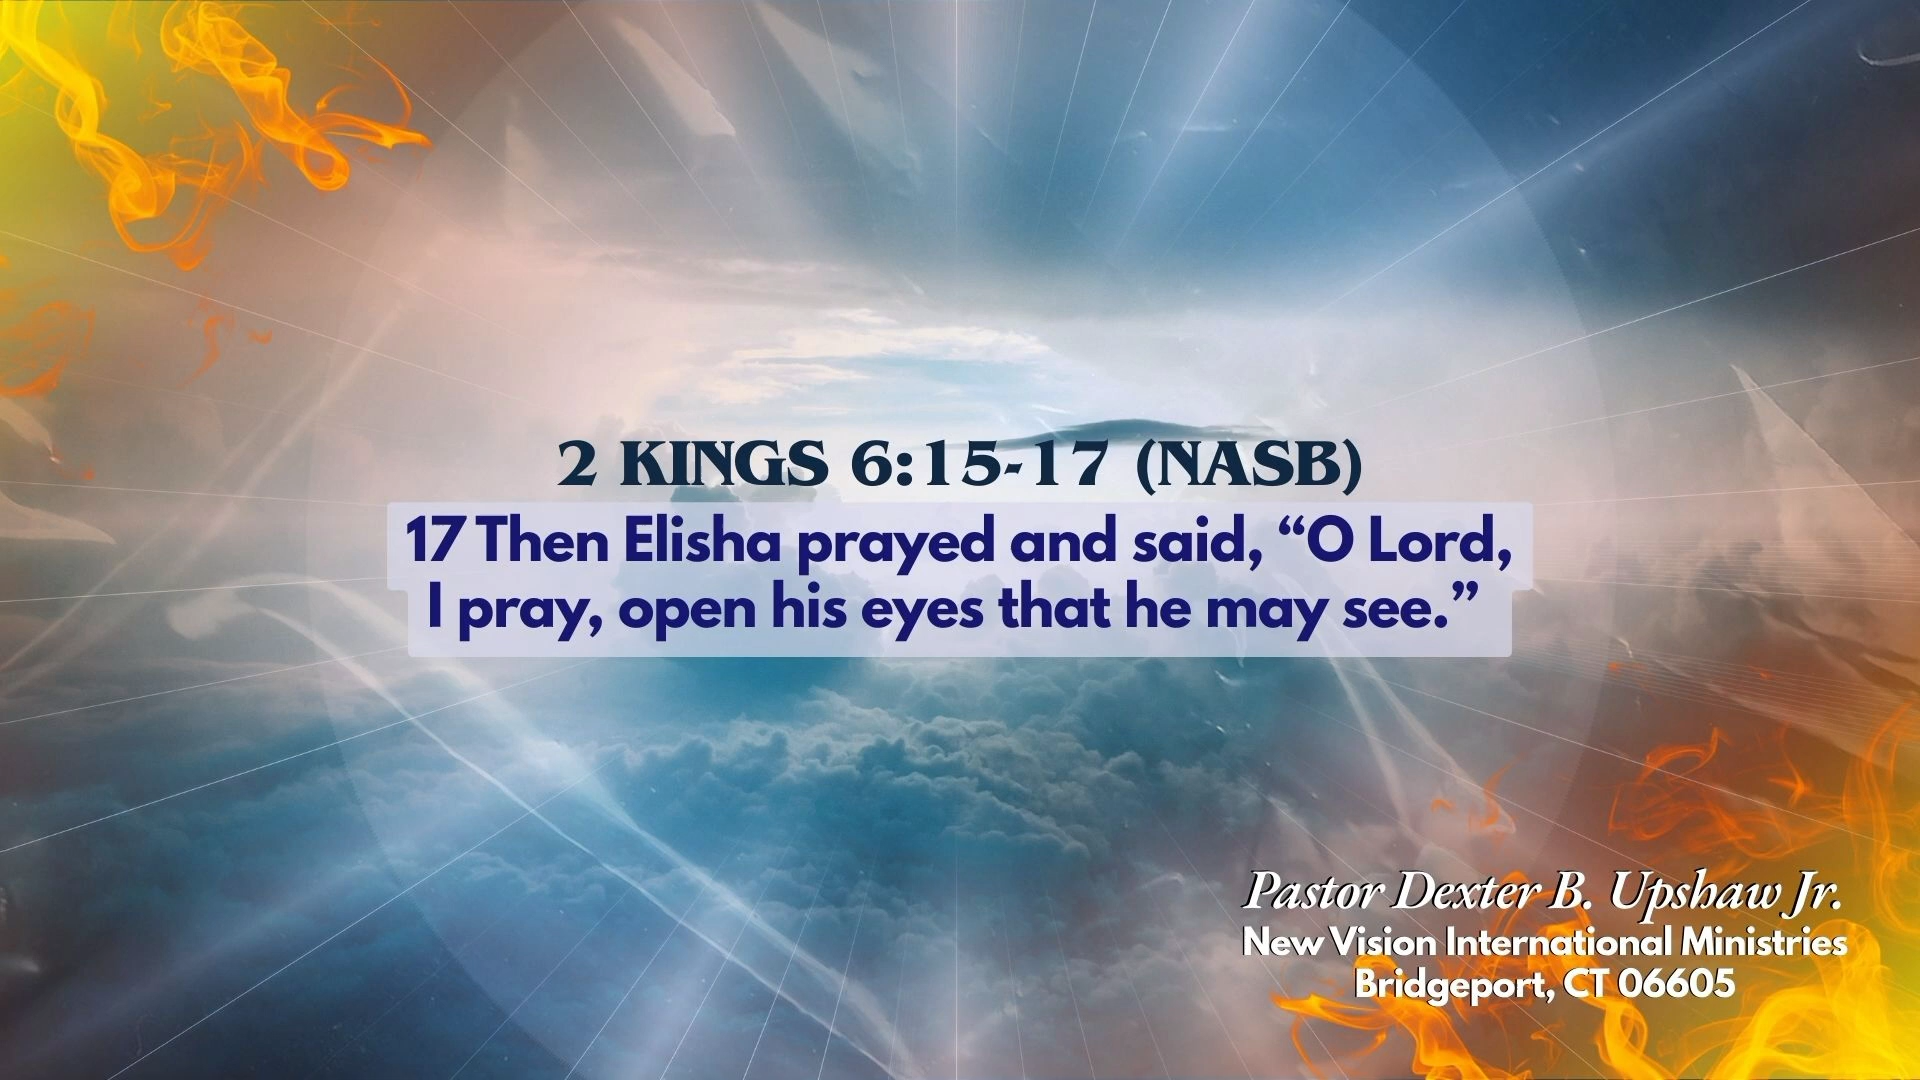 2 KINGS 6:15-17 (NASB)
17 Then Elisha prayed and said, “O Lord,
I pray, open his eyes that he may see.”
Pastor Dexter B. Upshaw Jr.
New Vision International Ministries
Bridgeport, CT 06605